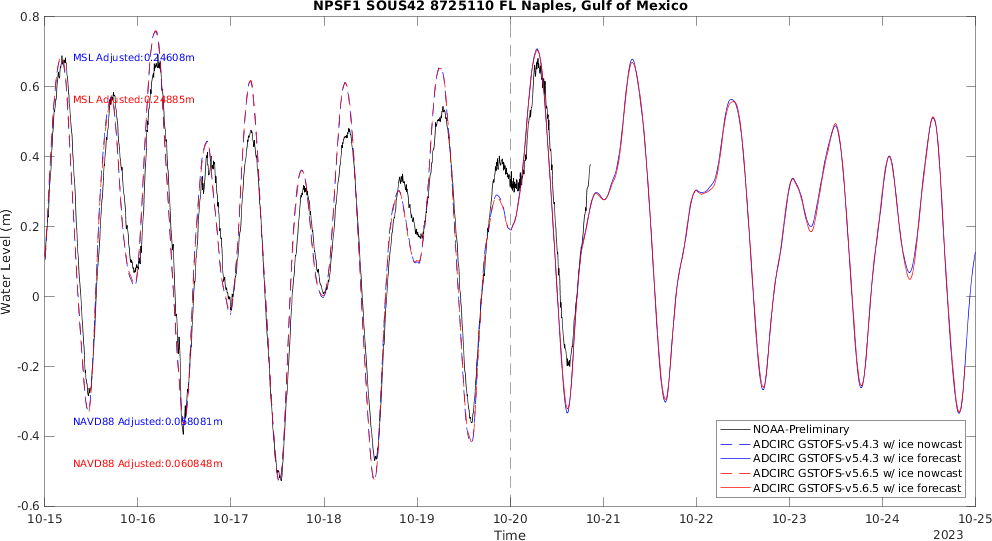 NPSF1 SOUS42 8725110 FL Naples, Gulf of Mexico
0.8
0.6
0.4
0.2
0
-0.2
-0.4
-0.6
Water Level (m)
MSL Adjusted:0.24608m
MSL Adjusted:0.24885m
NAVD88 Adjusted:0.058081m
NAVD88 Adjusted:0.060848m
NOAA-Preliminary
ADCIRC GSTOFS-v5.4.3 w/ ice nowcast
ADCIRC GSTOFS-v5.4.3 w/ ice forecast
ADCIRC GSTOFS-v5.6.5 w/ ice nowcast
ADCIRC GSTOFS-v5.6.5 w/ ice forecast
10-15 10-16 10-17 10-18 10-19 10-20 10-21 10-22 10-23 10-24 10-25
Time
2023